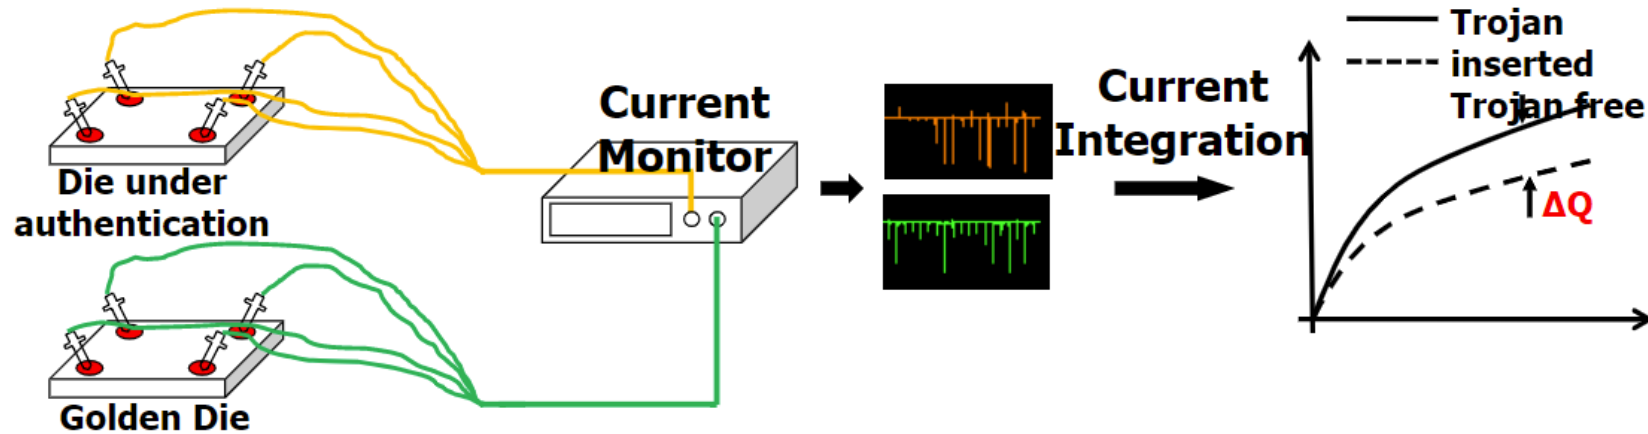 Die under
authentication
Golden Die
Current
Monitor
Current
Integration
Trojan
inserted
Trojan free
ΔQ